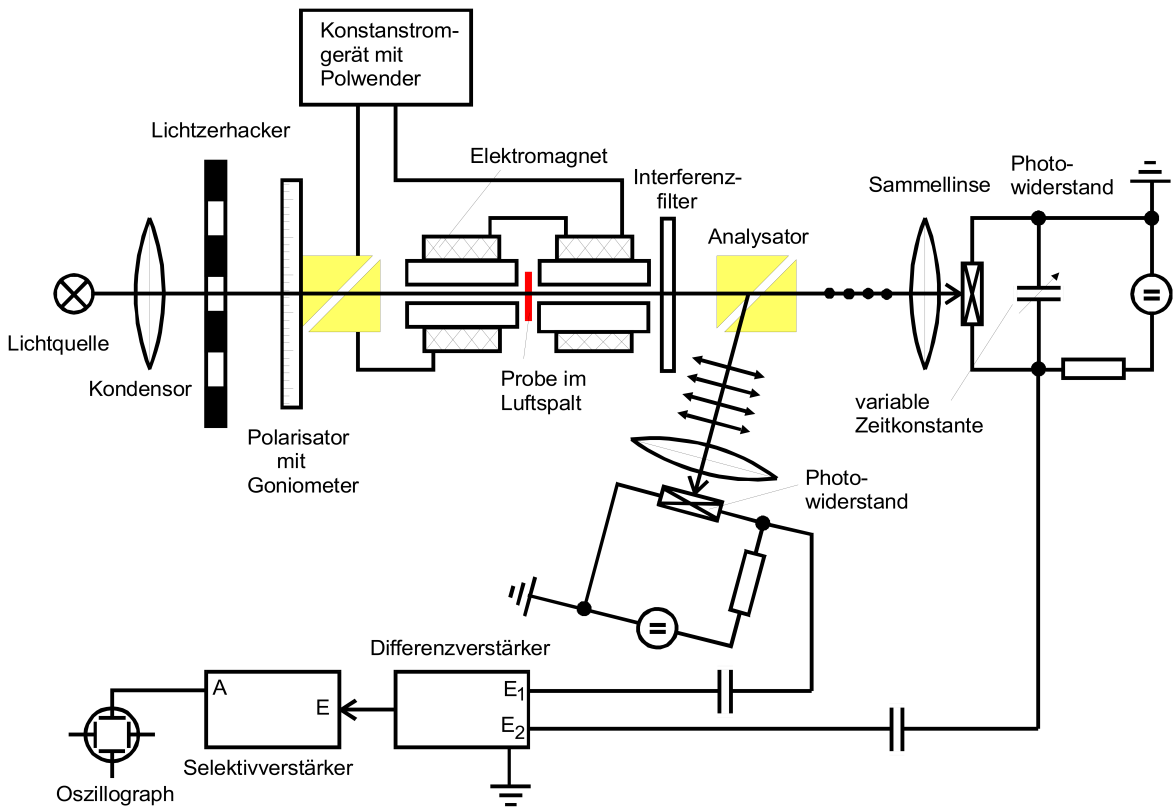 Konstanstrom-
gerät mit
Polwender
Lichtzerhacker
Elektromagnet
Interferenz-
filter
Analysator
Sammellinse
Photo-
widerstand
Lichtquelle
Kondensor
Polarisator
mit
Goniometer
Probe im
Luftspalt
variable
Zeitkonstante
Photo-
widerstand
Differenzverstärker
A
E
E1
E2
Selektivverstärker
Oszillograph